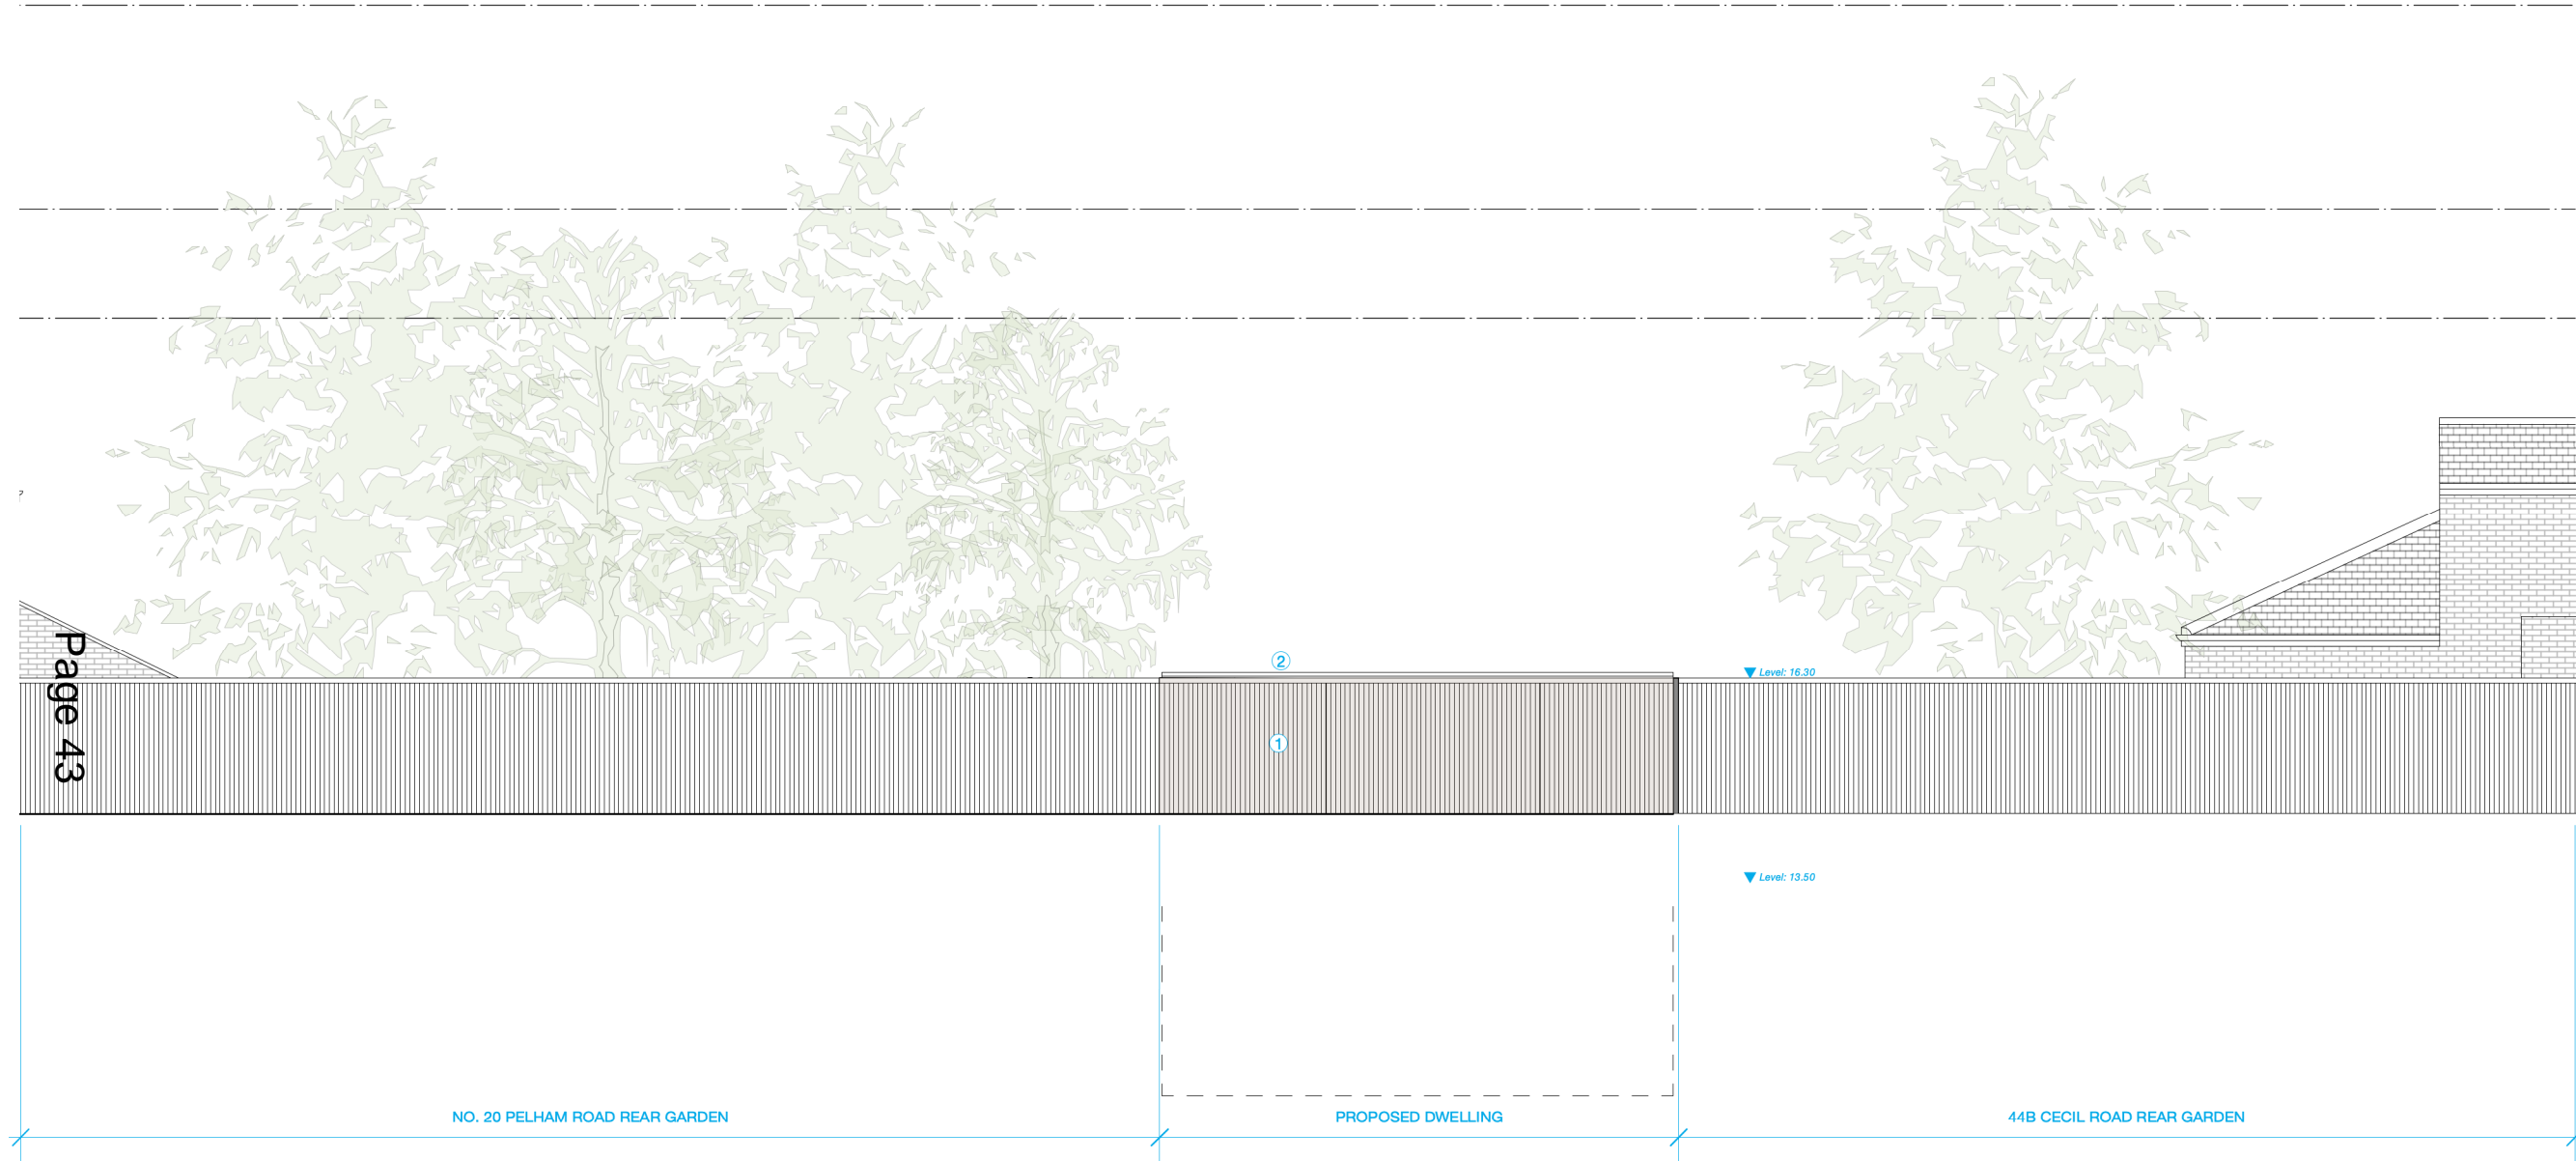 Page 43
②
Level: 16.30
①
Level: 13.50
NO. 20 PELHAM ROAD REAR GARDEN
PROPOSED DWELLING
44B CECIL ROAD REAR GARDEN